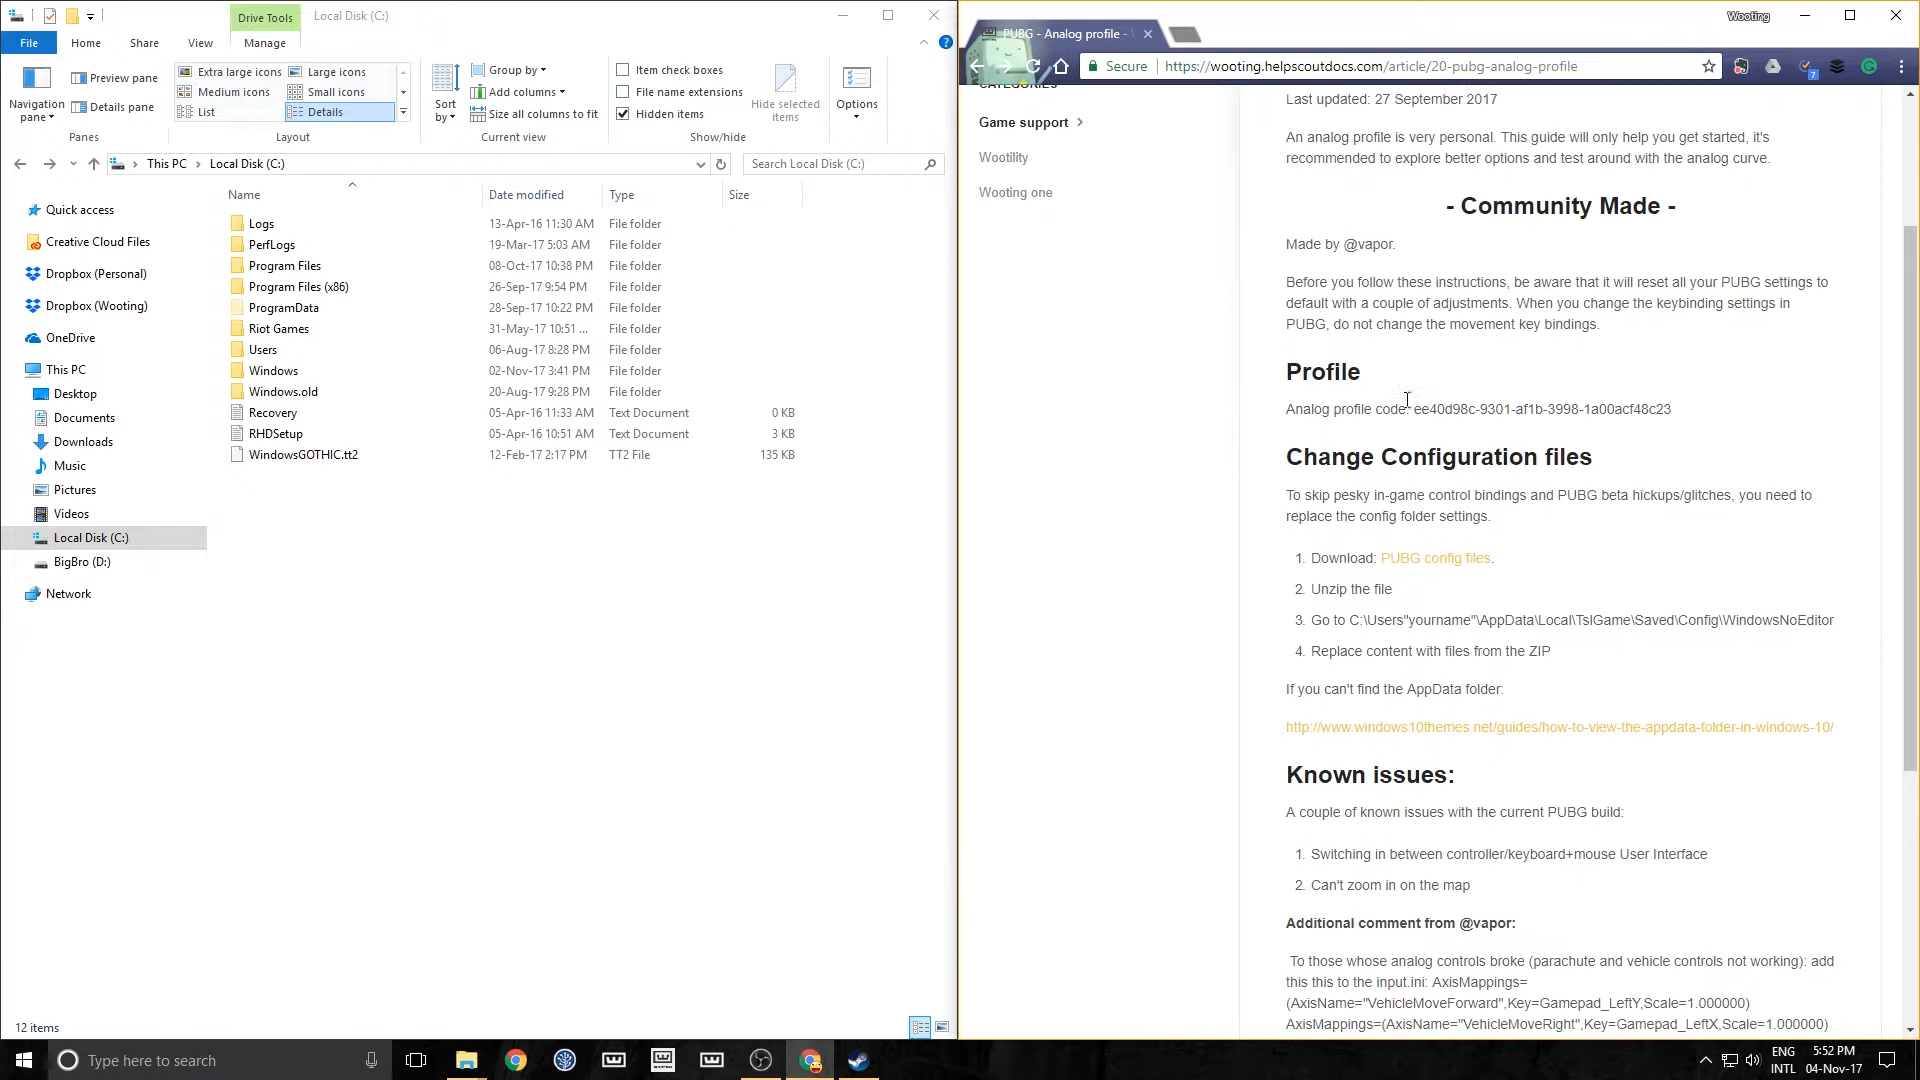 Drive Tools
Local Disk (C:)
File
Home
Share
View
Manage
Navigation
pane
Preview pane
Details pane
Panes
Extra large icons
Large icons
Medium icons
Small icons
List
Details
Layout
Sort
by
Group by
Add columns
Size all columns to fit
Current view
Item check boxes
File name extensions
Hidden items
Hide selected
items
Show/hide
Options
This PC
Local Disk (C:)
Search Local Disk (C:)
Name
Date modified
Type
Size
Quick access
Creative Cloud Files
Dropbox (Personal)
Dropbox (Wooting)
OneDrive
This PC
Desktop
Documents
Downloads
Music
Pictures
Videos
Local Disk (C:)
BigBro (D:)
Network
Logs 13-Apr-16 11:30 AM File folder
PerfLogs 19-Mar-17 5:03 AM File folder
Program Files 08-Oct-17 10:38 PM File folder
Program Files (x86) 26-Sep-17 9:54 PM File folder
ProgramData 28-Sep-17 10:22 PM File folder
Riot Games 31-May-17 10:51 ... File folder
Users 06-Aug-17 8:28 PM File folder
Windows 02-Nov-17 3:41 PM File folder
Windows.old 20-Aug-17 9:28 PM File folder
Recovery 05-Apr-16 11:33 AM Text Document 0 KB
RHDSetup 05-Apr-16 10:51 AM Text Document 3 KB
WindowsGOTHIC.tt2 12-Feb-17 2:17 PM TT2 File 135 KB
12 items
Wooting
PUBG - Analog profile -
Secure
https://wooting.helpscoutdocs.com/article/20-pubg-analog-profile
7
CATEGORIES
Game support
Wootility
Wooting one
Last updated: 27 September 2017
An analog profile is very personal. This guide will only help you get started, it's
recommended to explore better options and test around with the analog curve.
- Community Made -
Made by @vapor.
Before you follow these instructions, be aware that it will reset all your PUBG settings to
default with a couple of adjustments. When you change the keybinding settings in
PUBG, do not change the movement key bindings.
Profile
Analog profile code: ee40d98c-9301-af1b-3998-1a00acf48c23
Change Configuration files
To skip pesky in-game control bindings and PUBG beta hickups/glitches, you need to
replace the config folder settings.
1. Download: PUBG config files.
2. Unzip the file
3. Go to C:\Users"yourname"\AppData\Local\TslGame\Saved\Config\WindowsNoEditor
4. Replace content with files from the ZIP
If you can't find the AppData folder:
http://www.windows10themes.net/guides/how-to-view-the-appdata-folder-in-windows-10/
Known issues:
A couple of known issues with the current PUBG build:
1. Switching in between controller/keyboard+mouse User Interface
2. Can't zoom in on the map
Additional comment from @vapor:
To those whose analog controls broke (parachute and vehicle controls not working): add
this this to the input.ini: AxisMappings=
(AxisName="VehicleMoveForward",Key=Gamepad_LeftY,Scale=1.000000)
AxisMappings=(AxisName="VehicleMoveRight",Key=Gamepad_LeftX,Scale=1.000000)
Type here to search
ENG
INTL
5:52 PM
04-Nov-17